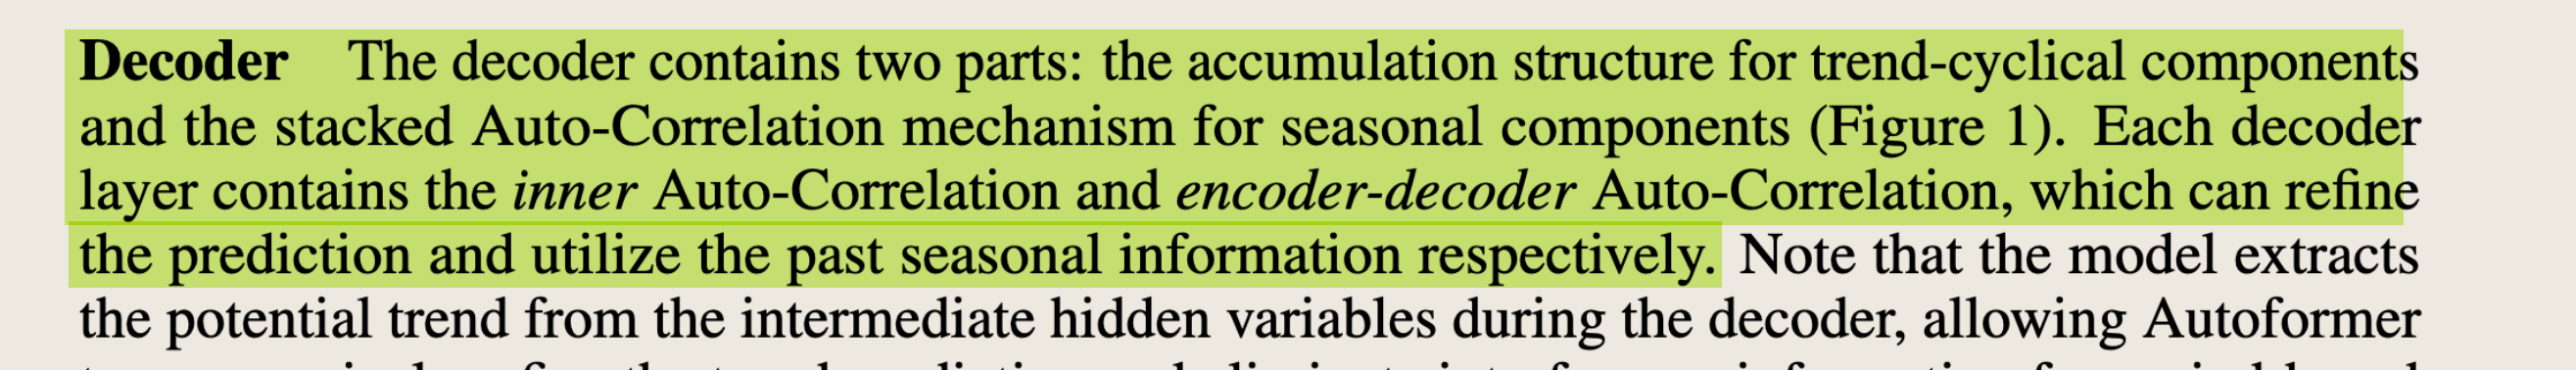 Decoder The decoder contains two parts: the accumulation structure for trend-cyclical components
and the stacked Auto-Correlation mechanism for seasonal components (Figure 1). Each decoder
layer contains the inner Auto-Correlation and encoder-decoder Auto-Correlation, which can refine
the prediction and utilize the past seasonal information respectively. Note that the model extracts
the potential trend from the intermediate hidden variables during the decoder, allowing Autoformer